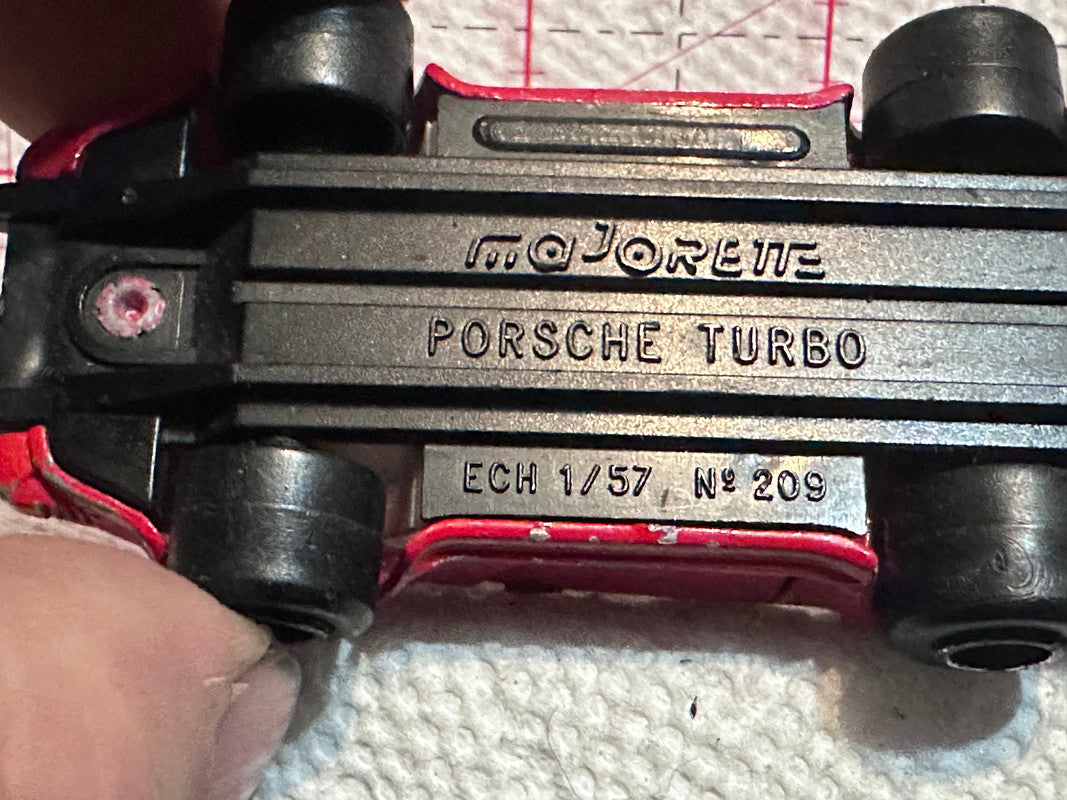 majorette
PORSCHE TURBO
ECH 1/57 Nº 209